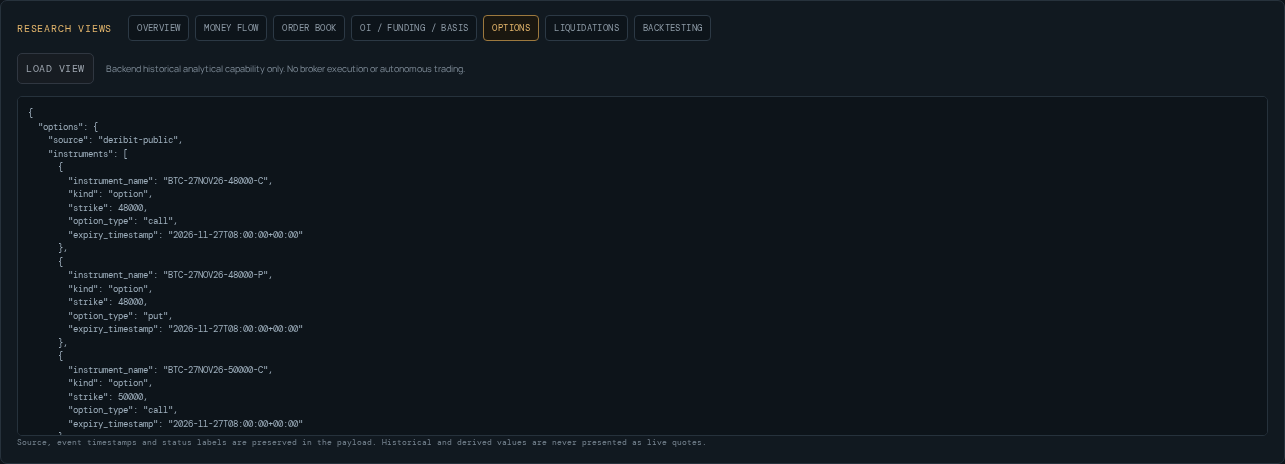 RESEARCH VIEWS OVERVIEW MONEY FLOW ORDER BOOK OI / FUNDING / BASIS OPTIONS LIQUIDATIONS BACKTESTING
LOAD VIEW Backend historical analytical capability only. No broker execution or autonomous trading.
{
"options": {
"source": "deribit-public",
"instruments": [
{
"instrument_name": "BTC-27NOV26-48000-C",
"kind": "option",
"strike": 48000,
"option_type": "call",
"expiry_timestamp": "2026-11-27T08:00:00+00:00"
},
{
"instrument_name": "BTC-27NOV26-48000-P",
"kind": "option",
"strike": 48000,
"option_type": "put",
"expiry_timestamp": "2026-11-27T08:00:00+00:00"
},
{
"instrument_name": "BTC-27NOV26-50000-C",
"kind": "option",
"strike": 50000,
"option_type": "call",
"expiry_timestamp": "2026-11-27T08:00:00+00:00"
Source, event timestamps and status labels are preserved in the payload. Historical and derived values are never presented as live quotes.